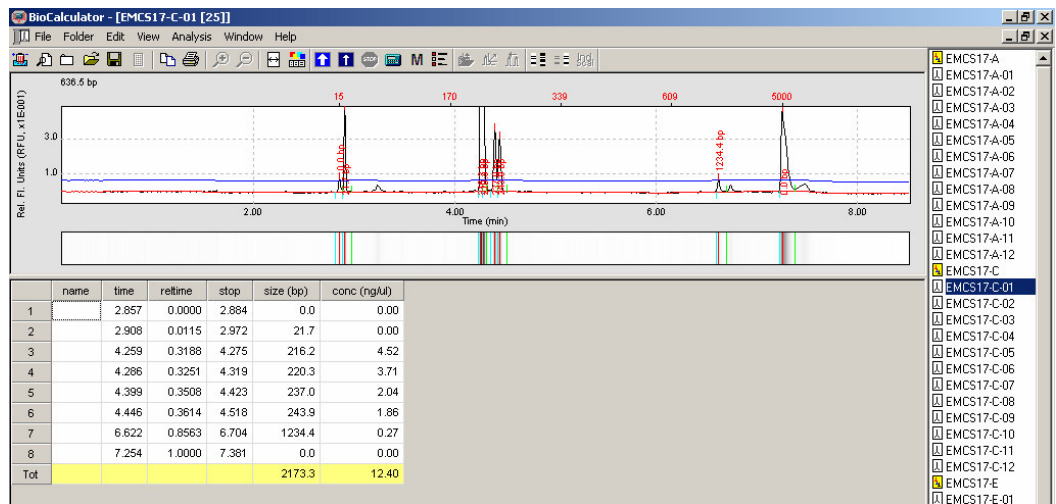 BioCalculator - [EMCS17-C-01 [25]]
File Folder Edit View Analysis Window Help
636.5 bp
15 170 339 609 5000
Rel. Fl. Units (RFU, x1E-001)
3.0
1.0
0.0 bp
1234.4 bp
0.0 bp
2.00 4.00 6.00 8.00
Time (min)
name time reltime stop size (bp) conc (ng/ul)
1 2.857 0.0000 2.884 0.0 0.00
2 2.908 0.0115 2.972 21.7 0.00
3 4.259 0.3188 4.275 216.2 4.52
4 4.286 0.3251 4.319 220.3 3.71
5 4.399 0.3508 4.423 237.0 2.04
6 4.446 0.3614 4.518 243.9 1.86
7 6.622 0.8563 6.704 1234.4 0.27
8 7.254 1.0000 7.381 0.0 0.00
Tot 2173.3 12.40
EMCS17-A
EMCS17-A-01
EMCS17-A-02
EMCS17-A-03
EMCS17-A-04
EMCS17-A-05
EMCS17-A-06
EMCS17-A-07
EMCS17-A-08
EMCS17-A-09
EMCS17-A-10
EMCS17-A-11
EMCS17-A-12
EMCS17-C
EMCS17-C-01
EMCS17-C-02
EMCS17-C-03
EMCS17-C-04
EMCS17-C-05
EMCS17-C-06
EMCS17-C-07
EMCS17-C-08
EMCS17-C-09
EMCS17-C-10
EMCS17-C-11
EMCS17-C-12
EMCS17-E
EMCS17-E-01